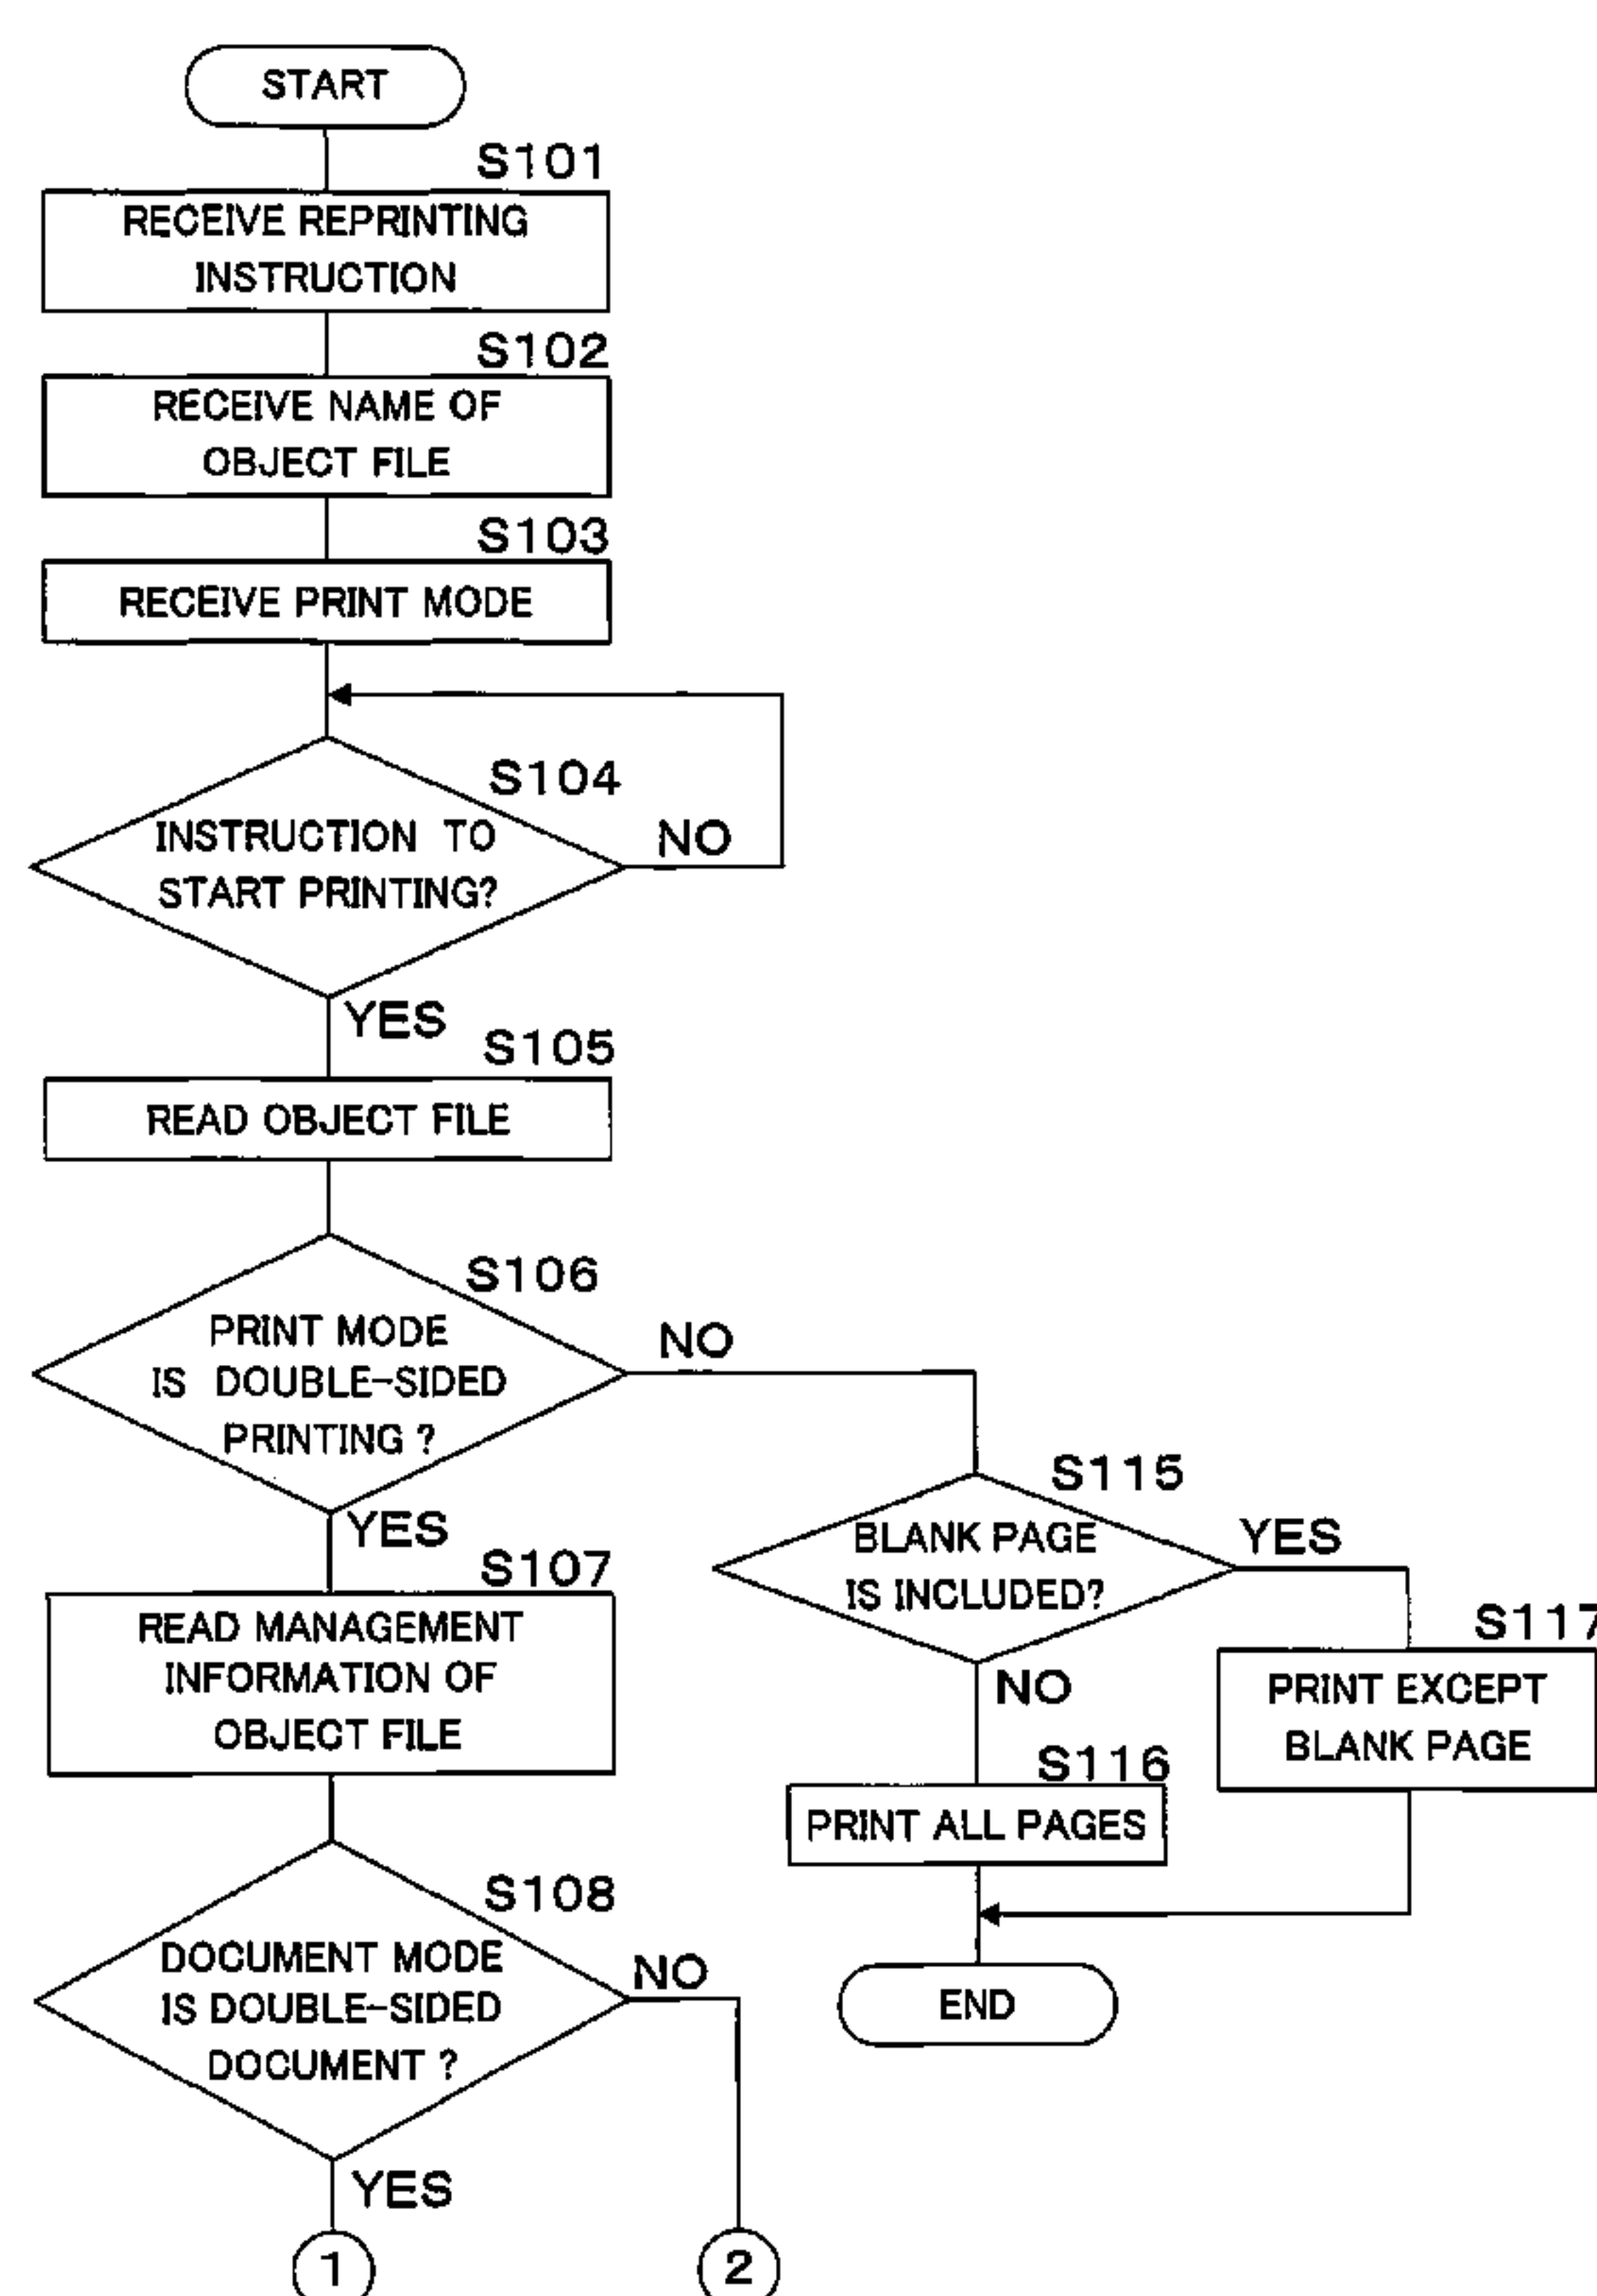 START
S101
RECEIVE REPRINTING
INSTRUCTION
S102
RECEIVE NAME OF
OBJECT FILE
S103
RECEIVE PRINT MODE
S104
INSTRUCTION TO
START PRINTING?
NO
YES
S105
READ OBJECT FILE
S106
PRINT MODE
IS DOUBLE-SIDED
PRINTING ?
NO
YES
S107
READ MANAGEMENT
INFORMATION OF
OBJECT FILE
S108
DOCUMENT MODE
IS DOUBLE-SIDED
DOCUMENT ?
NO
YES
1
2
S115
BLANK PAGE
IS INCLUDED?
YES
NO
S117
PRINT EXCEPT
BLANK PAGE
S116
PRINT ALL PAGES
END